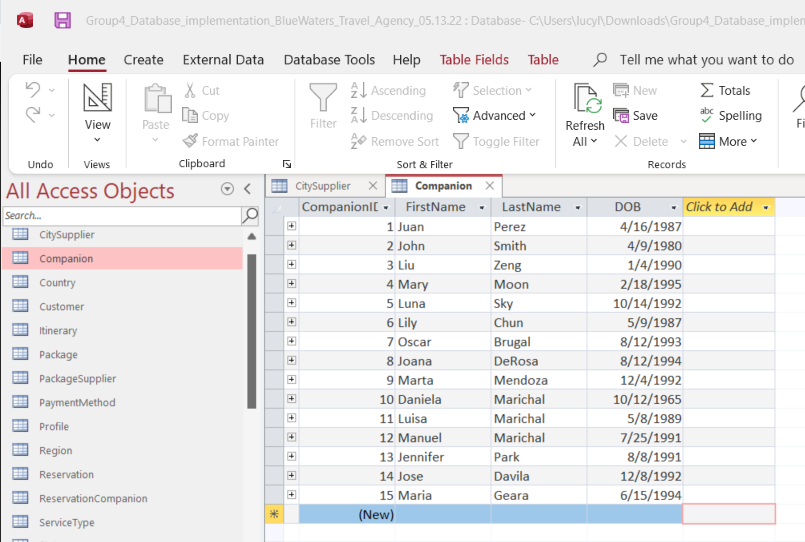 Group4_Database_implementation_BlueWaters_Travel_Agency_05.13.22 : Database- C:\Users\lucyl\Downloads\Group4_Database_implem
File Home Create External Data Database Tools Help Table Fields Table Tell me what you want to do
View
Paste
Cut
Copy
Format Painter
Filter
Ascending
Descending
Remove Sort
Selection
Advanced
Toggle Filter
Refresh
All
New
Save
Delete
Totals
Spelling
More
Undo Views Clipboard Sort & Filter Records
All Access Objects
Search...
CitySupplier
Companion
Country
Customer
Itinerary
Package
PackageSupplier
PaymentMethod
Profile
Region
Reservation
ReservationCompanion
ServiceType
CitySupplier Companion
CompanionID FirstName LastName DOB Click to Add
1 Juan Perez 4/16/1987
2 John Smith 4/9/1980
3 Liu Zeng 1/4/1990
4 Mary Moon 2/18/1995
5 Luna Sky 10/14/1992
6 Lily Chun 5/9/1987
7 Oscar Brugal 8/12/1993
8 Joana DeRosa 8/12/1994
9 Marta Mendoza 12/4/1992
10 Daniela Marichal 10/12/1965
11 Luisa Marichal 5/8/1989
12 Manuel Marichal 7/25/1991
13 Jennifer Park 8/8/1991
14 Jose Davila 12/8/1992
15 Maria Geara 6/15/1994
(New)